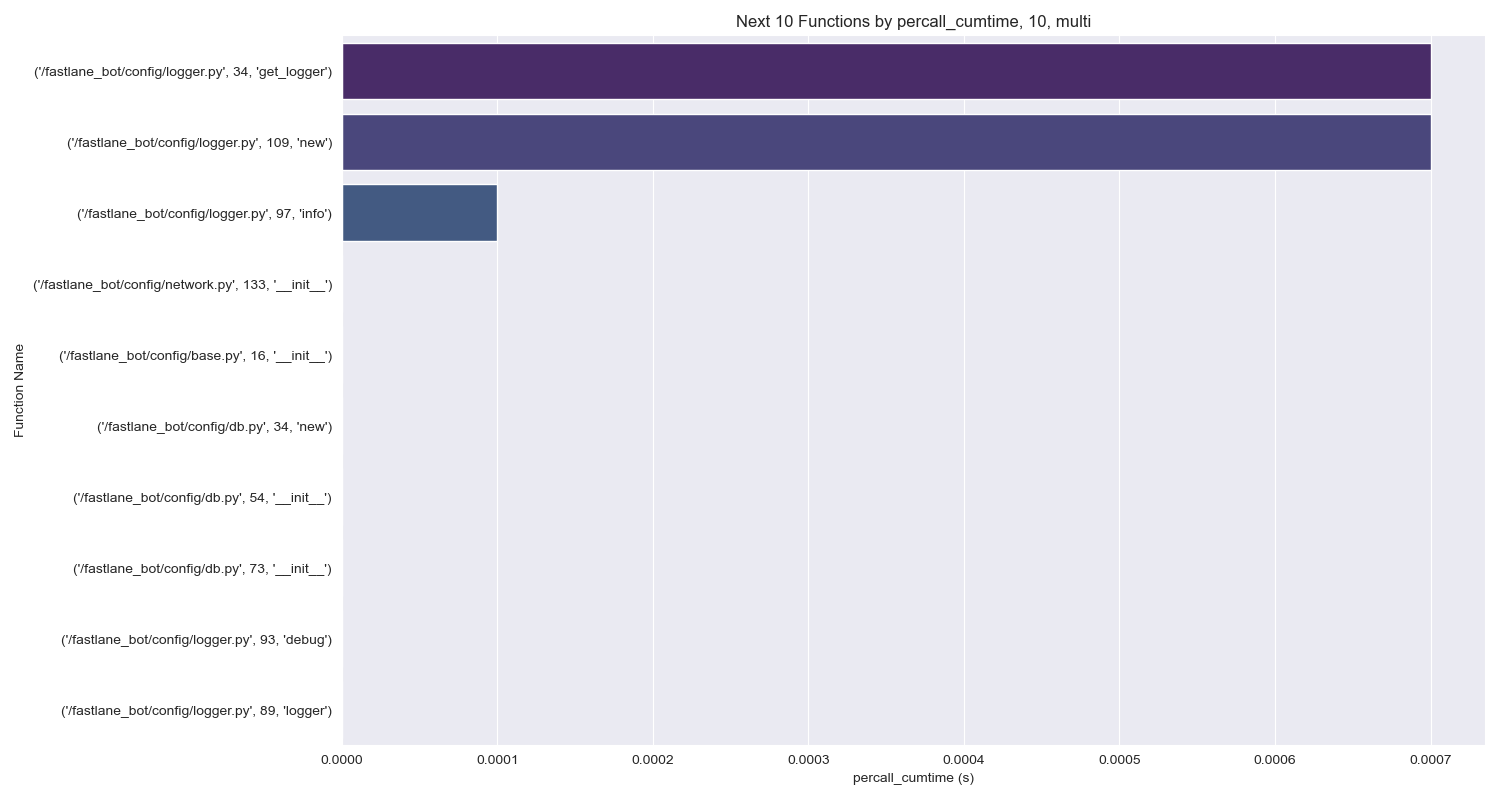 Next 10 Functions by percall_cumtime, 10, multi
('/fastlane_bot/config/logger.py', 34, 'get_logger')
('/fastlane_bot/config/logger.py', 109, 'new')
('/fastlane_bot/config/logger.py', 97, 'info')
('/fastlane_bot/config/network.py', 133, '__init__')
('/fastlane_bot/config/base.py', 16, '__init__')
('/fastlane_bot/config/db.py', 34, 'new')
('/fastlane_bot/config/db.py', 54, '__init__')
('/fastlane_bot/config/db.py', 73, '__init__')
('/fastlane_bot/config/logger.py', 93, 'debug')
('/fastlane_bot/config/logger.py', 89, 'logger')
Function Name
0.0000 0.0001 0.0002 0.0003 0.0004 0.0005 0.0006 0.0007
percall_cumtime (s)